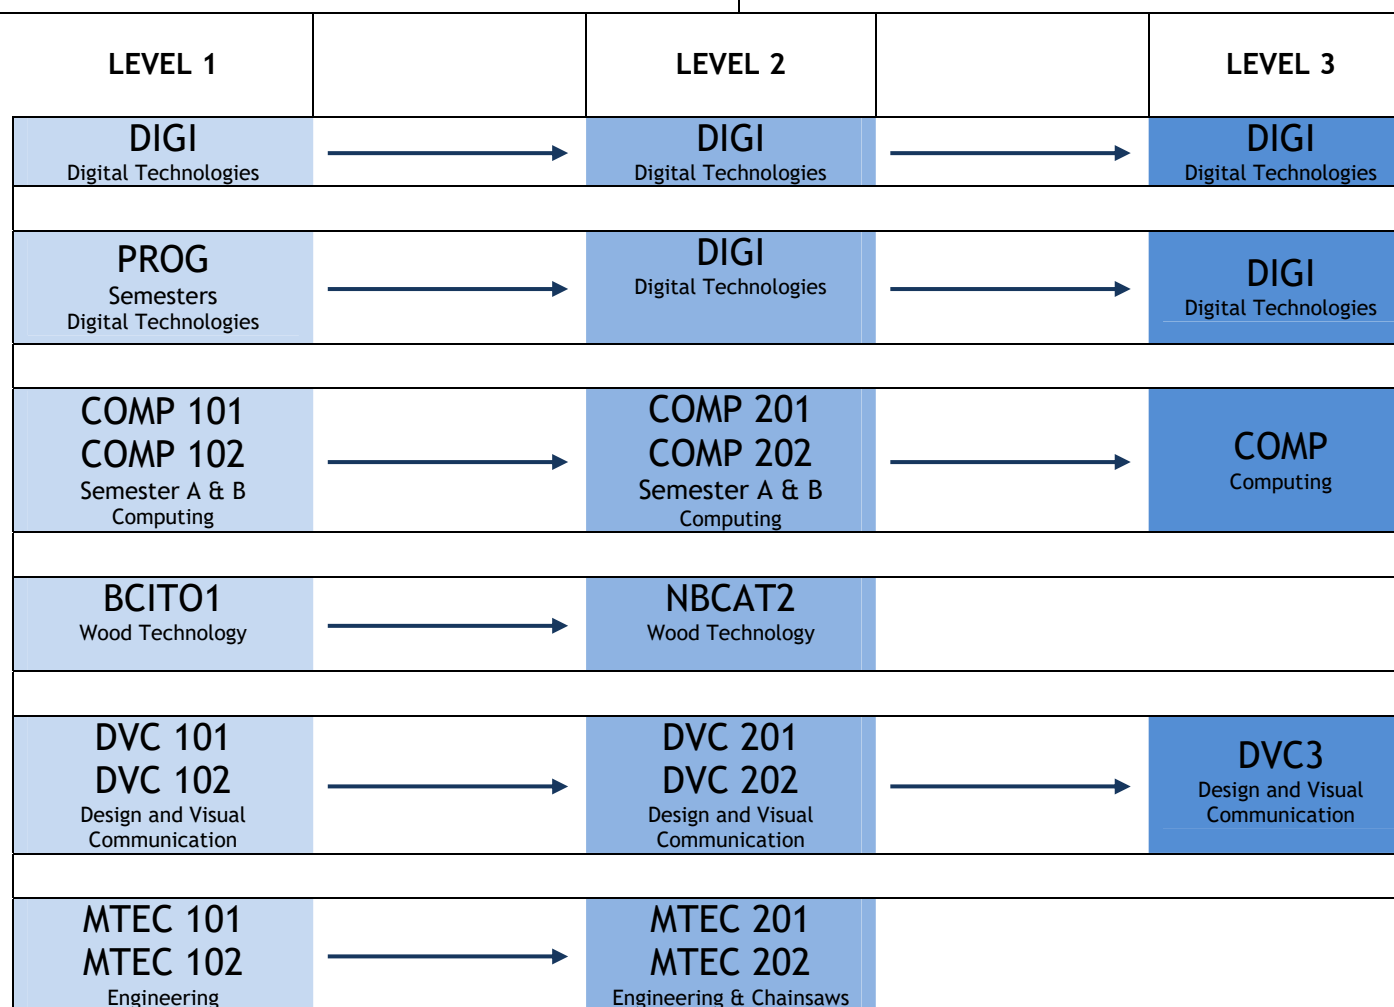 LEVEL 1
LEVEL 2
LEVEL 3
DIGI
Digital Technologies
DIGI
Digital Technologies
DIGI
Digital Technologies
PROG
Semesters
Digital Technologies
DIGI
Digital Technologies
DIGI
Digital Technologies
COMP 101
COMP 102
Semester A & B
Computing
COMP 201
COMP 202
Semester A & B
Computing
COMP
Computing
BCITO1
Wood Technology
NBCAT2
Wood Technology
DVC 101
DVC 102
Design and Visual
Communication
DVC 201
DVC 202
Design and Visual
Communication
DVC3
Design and Visual
Communication
MTEC 101
MTEC 102
Engineering
MTEC 201
MTEC 202
Engineering & Chainsaws